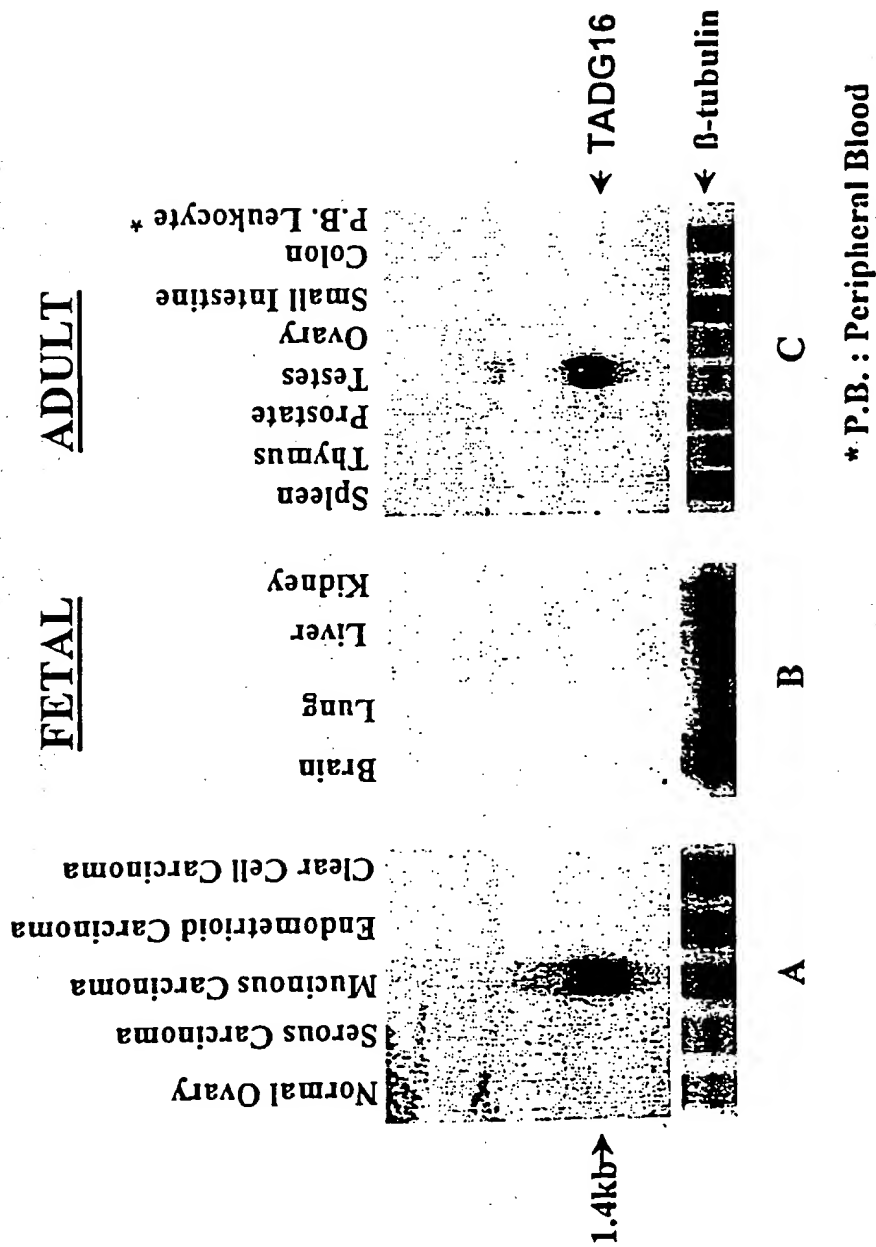 FETAL
ADULT
Normal Ovary
Serous Carcinoma
Mucinous Carcinoma
Endometrioid Carcinoma
Clear Cell Carcinoma
Brain
Lung
Liver
Kidney
Spleen
Thymus
Prostate
Testes
Ovary
Small Intestine
Colon
P.B. Leukocyte *
1.4kb→
← TADG16
← ß-tubulin
A
B
C
* P.B. : Peripheral Blood